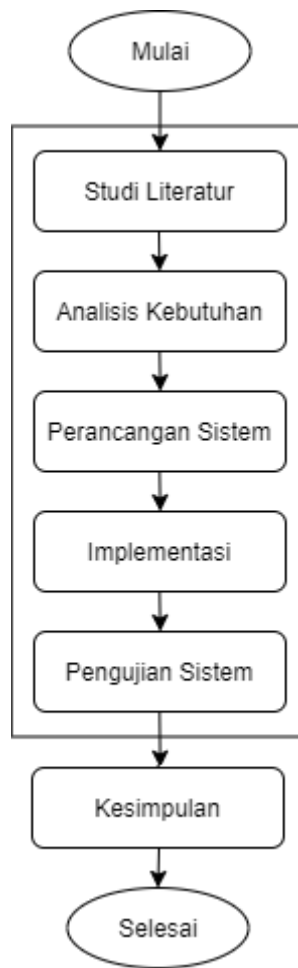 Mulai
Studi Literatur
Analisis Kebutuhan
Perancangan Sistem
Implementasi
Pengujian Sistem
Kesimpulan
Selesai